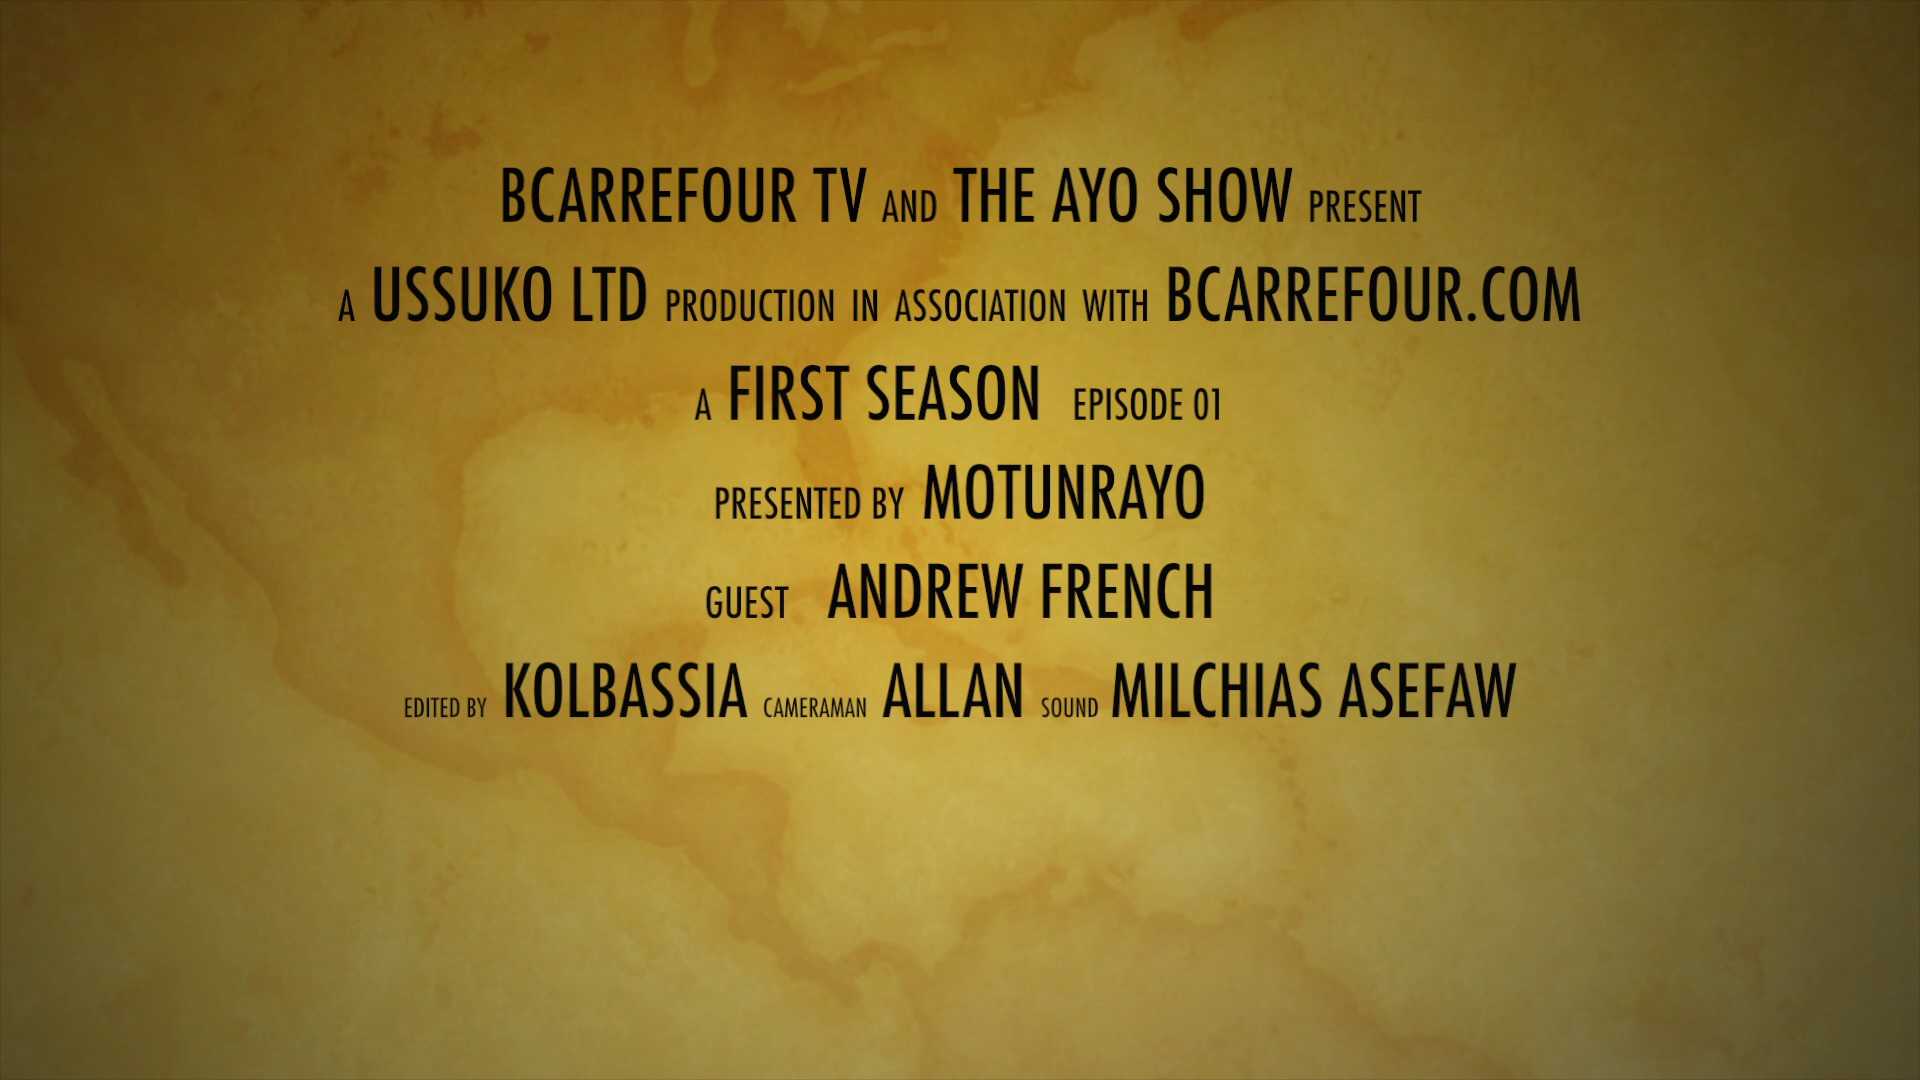 BCARREFOUR TV AND THE AYO SHOW PRESENT
A USSUKO LTD PRODUCTION IN ASSOCIATION WITH BCARREFOUR.COM
A FIRST SEASON EPISODE 01
PRESENTED BY MOTUNRAYO
GUEST ANDREW FRENCH
EDITED BY KOLBASSIA CAMERAMAN ALLAN SOUND MILCHIAS ASEFAW